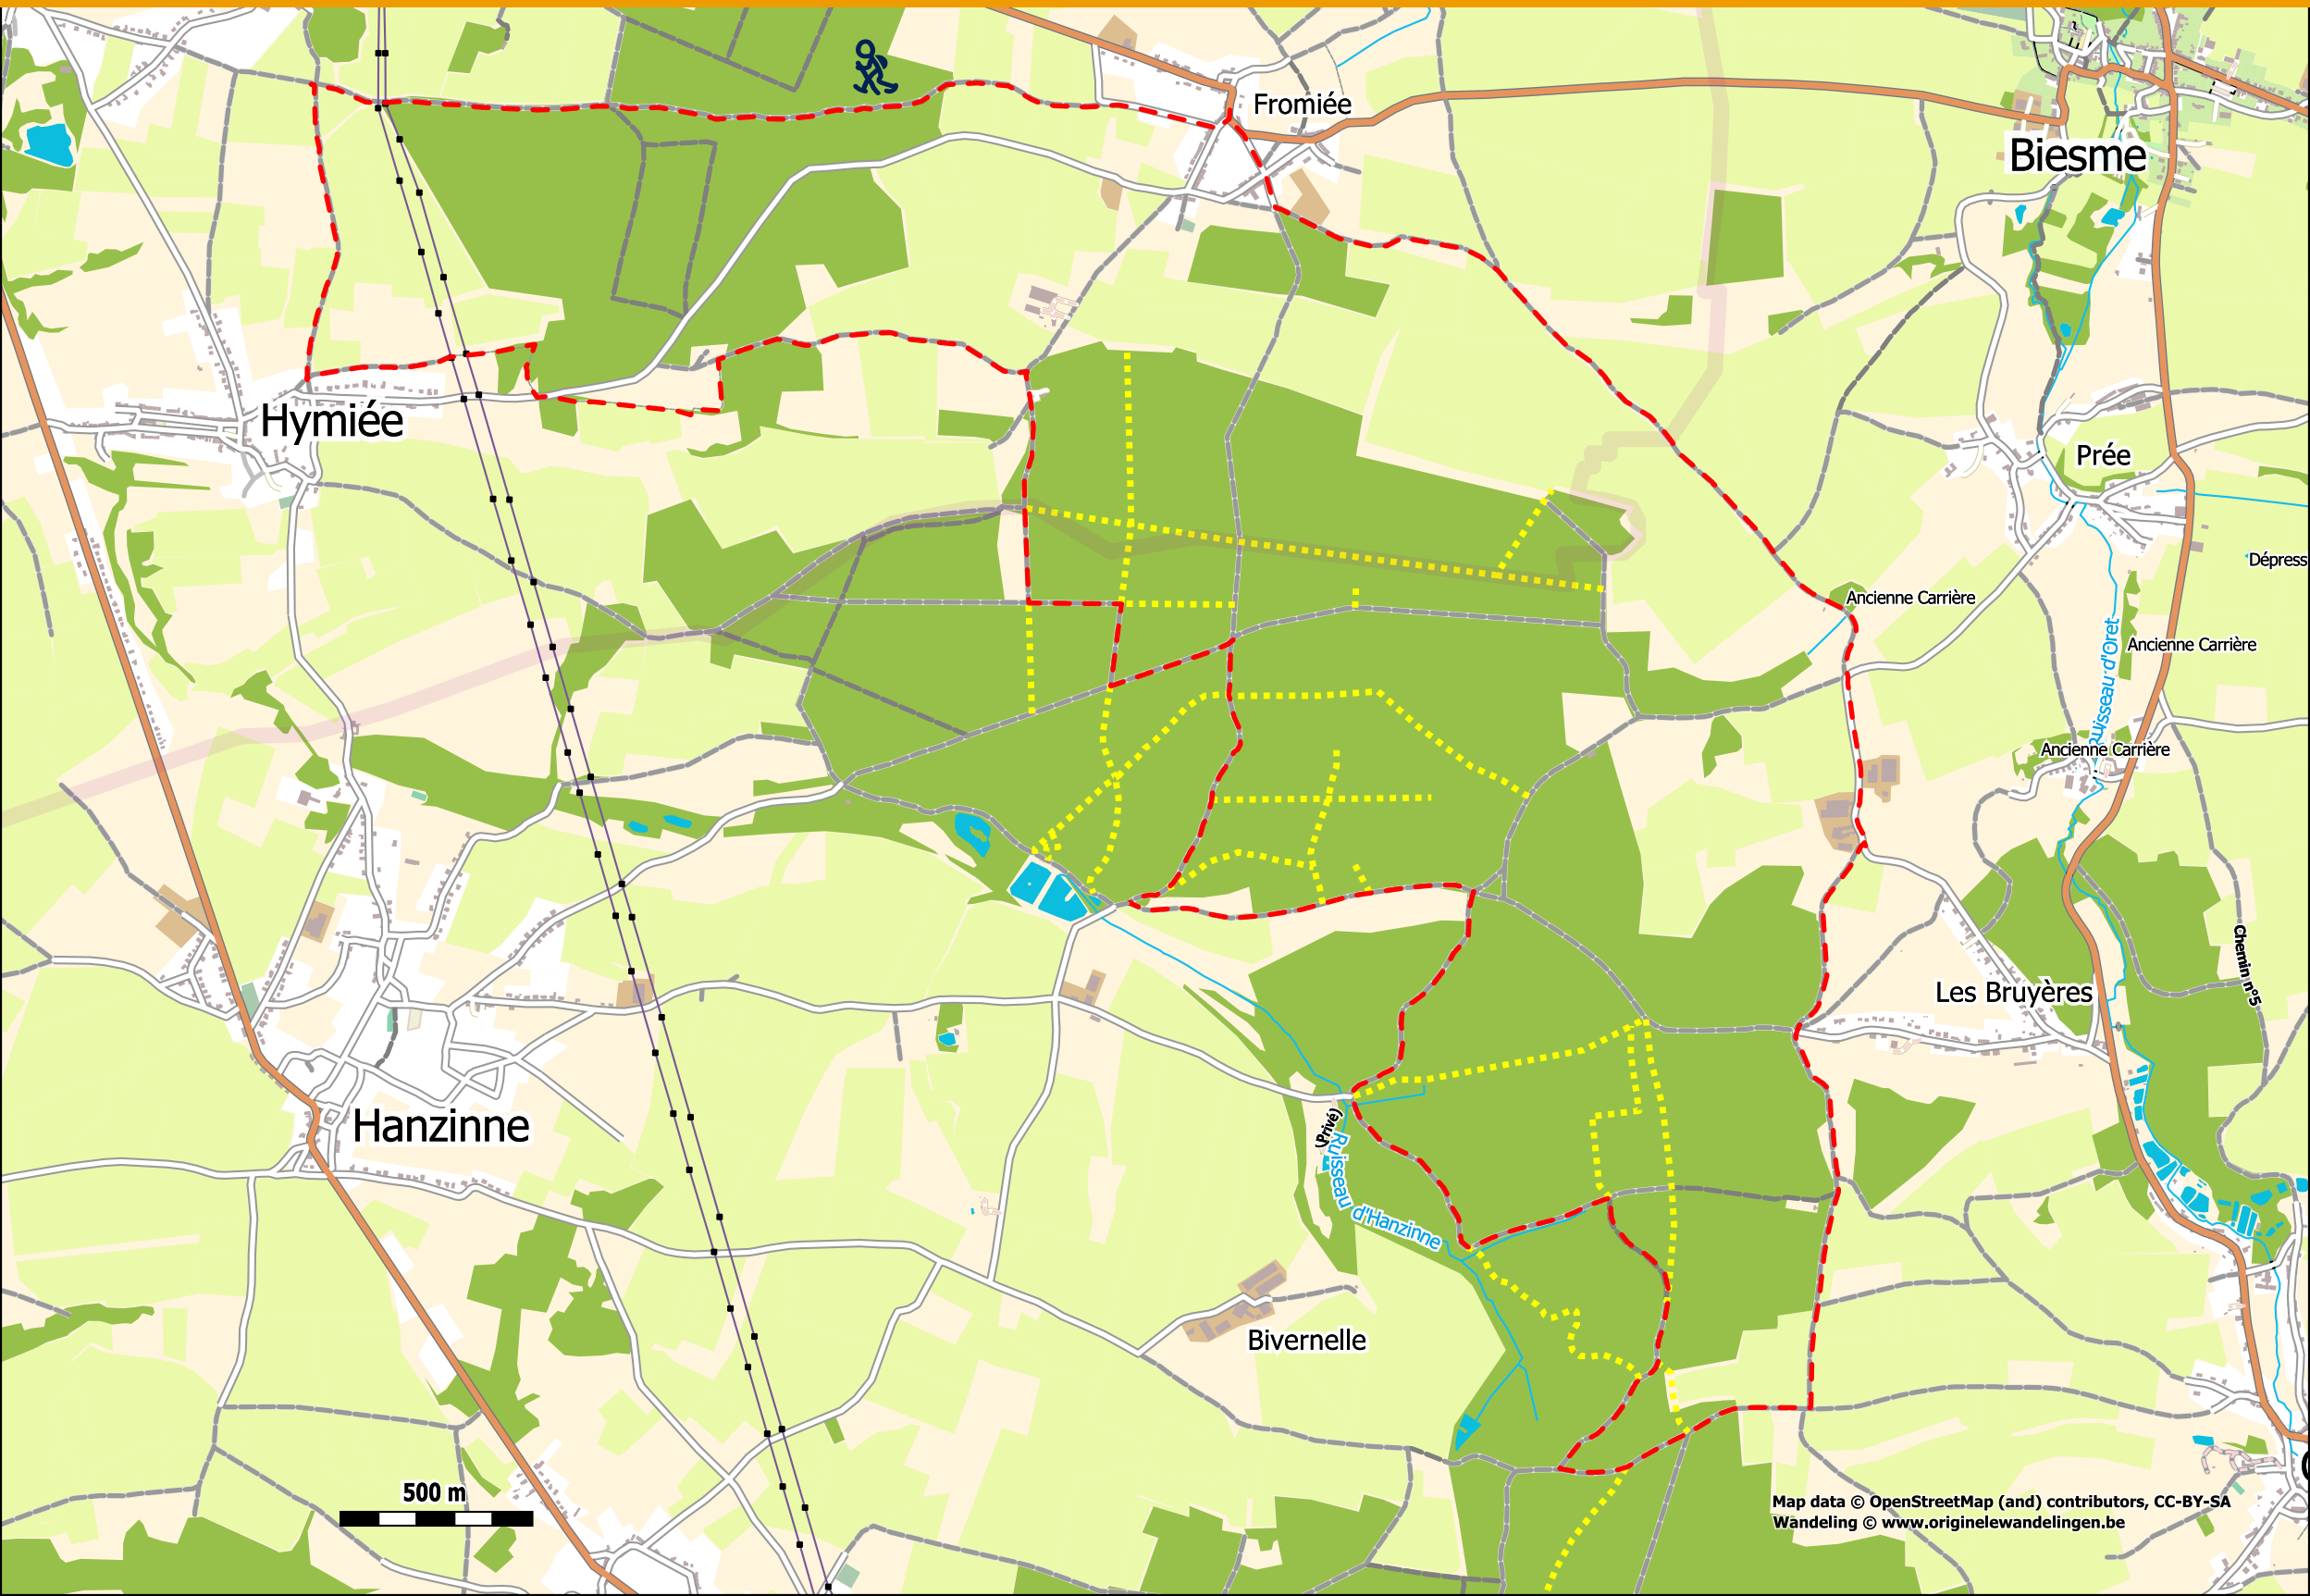 Fromiée
Biesme
Hymiée
Prée
Dépress
Ancienne Carrière
Ancienne Carrière
Ruisseau d'Oret
Ancienne Carrière
Chemin n°5
Les Bruyères
Hanzinne
(Privé)
Ruisseau d'Hanzinne
Bivernelle
500 m
Map data © OpenStreetMap (and) contributors, CC-BY-SA
Wandeling © www.originelewandelingen.be